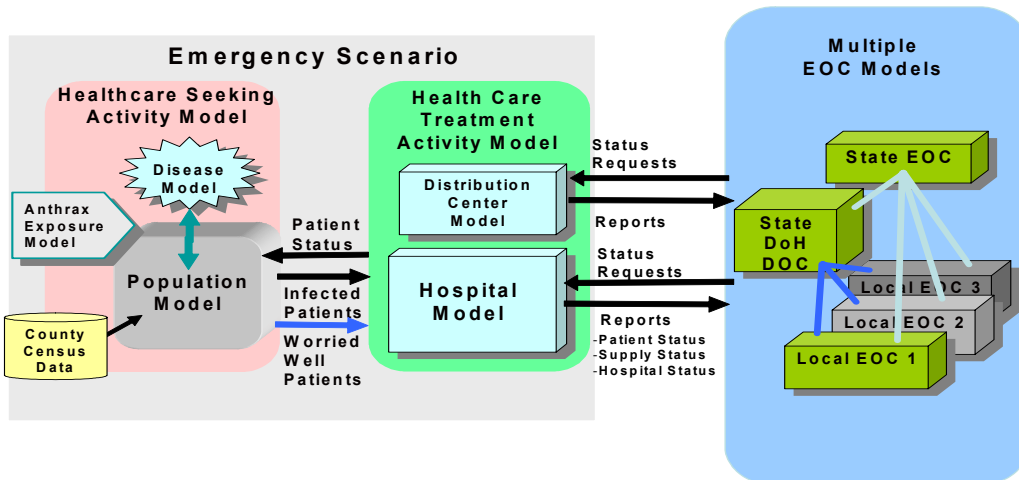 Emergency Scenario
Healthcare Seeking
Activity Model
Disease
Model
Anthrax
Exposure
Model
Population
Model
County
Census
Data
Patient
Status
Infected
Patients
Worried
Well
Patients
Health Care
Treatment
Activity Model
Distribution
Center
Model
Hospital
Model
Status
Requests
Reports
Status
Requests
Reports
-Patient Status
-Supply Status
-Hospital Status
Multiple
EOC Models
State EOC
State
DoH
DOC
Local EOC 3
Local EOC 2
Local EOC 1